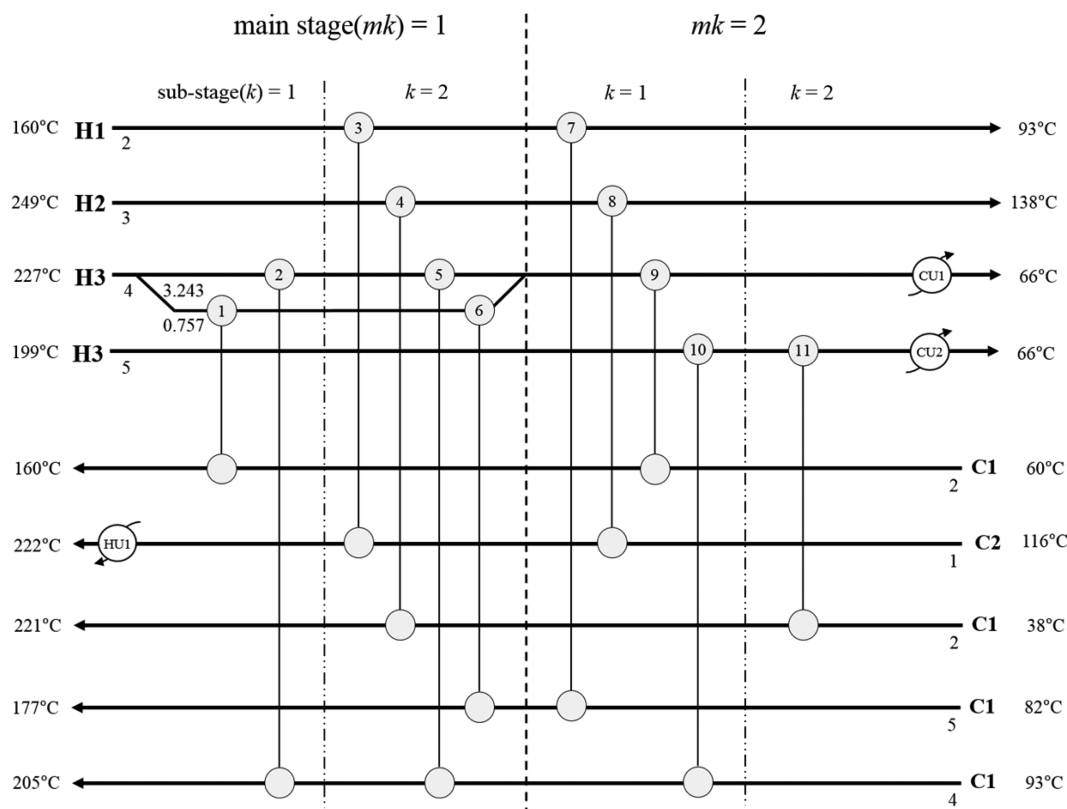 main stage(mk) = 1 mk = 2
sub-stage(k) = 1 k = 2 k = 1 k = 2
160°C H1 2 3 7 93°C
249°C H2 3 4 8 138°C
227°C H3 4 2 5 9 CU1 66°C
3.243
0.757 1 6
199°C H3 5 10 11 CU2 66°C
160°C C1 2 60°C
222°C HU1 C2 1 116°C
221°C C1 2 38°C
177°C C1 5 82°C
205°C C1 4 93°C